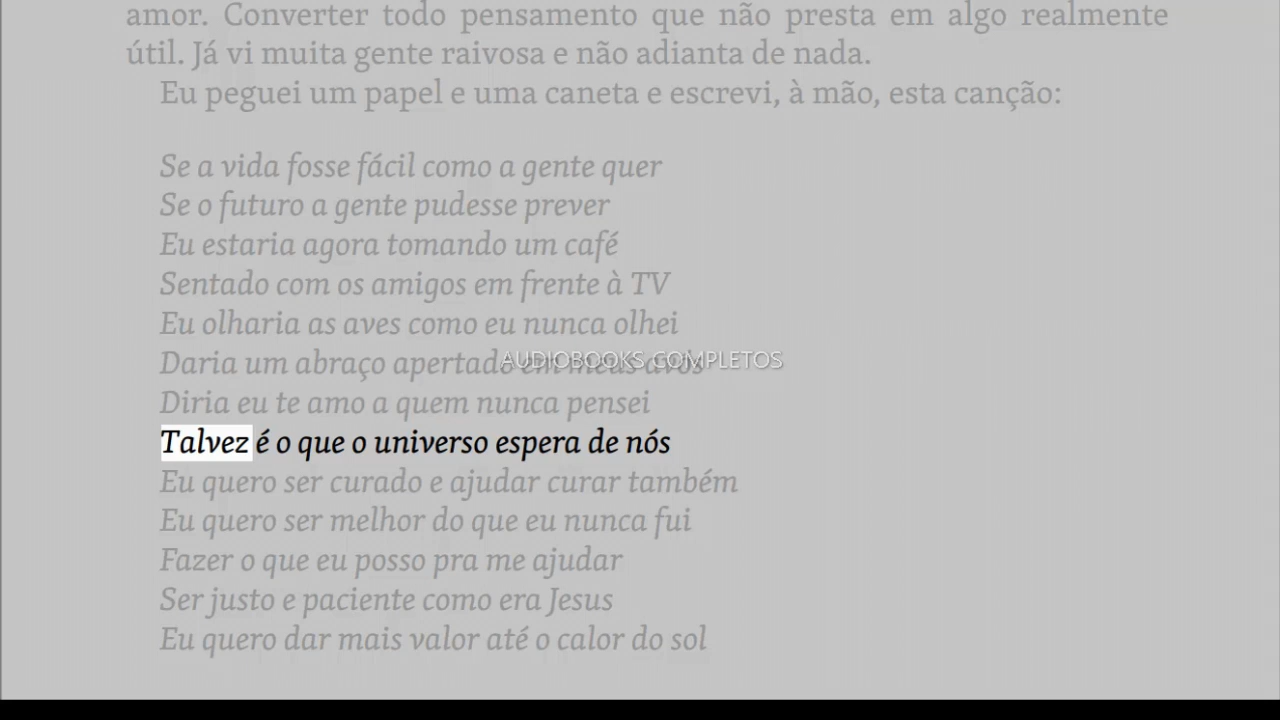 amor. Converter todo pensamento que não presta em algo realmente
útil. Já vi muita gente raivosa e não adianta de nada.
Eu peguei um papel e uma caneta e escrevi, à mão, esta canção:
Se a vida fosse fácil como a gente quer
Se o futuro a gente pudesse prever
Eu estaria agora tomando um café
Sentado com os amigos em frente à TV
Eu olharia as aves como eu nunca olhei
Daria um abraço apertado em meus avós
AUDIOBOOKS COMPLETOS
Diria eu te amo a quem nunca pensei
Talvez é o que o universo espera de nós
Eu quero ser curado e ajudar curar também
Eu quero ser melhor do que eu nunca fui
Fazer o que eu posso pra me ajudar
Ser justo e paciente como era Jesus
Eu quero dar mais valor até o calor do sol